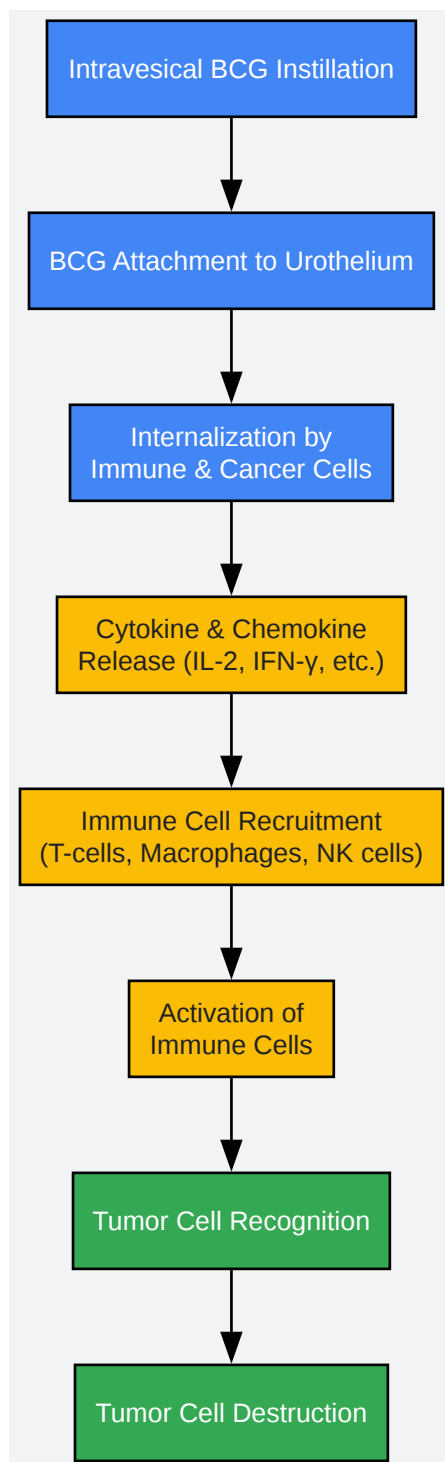 Intravesical BCG Instillation
BCG Attachment to Urothelium
Internalization by
Immune & Cancer Cells
Cytokine & Chemokine
Release (IL-2, IFN-γ, etc.)
Immune Cell Recruitment
(T-cells, Macrophages, NK cells)
Activation of
Immune Cells
Tumor Cell Recognition
Tumor Cell Destruction